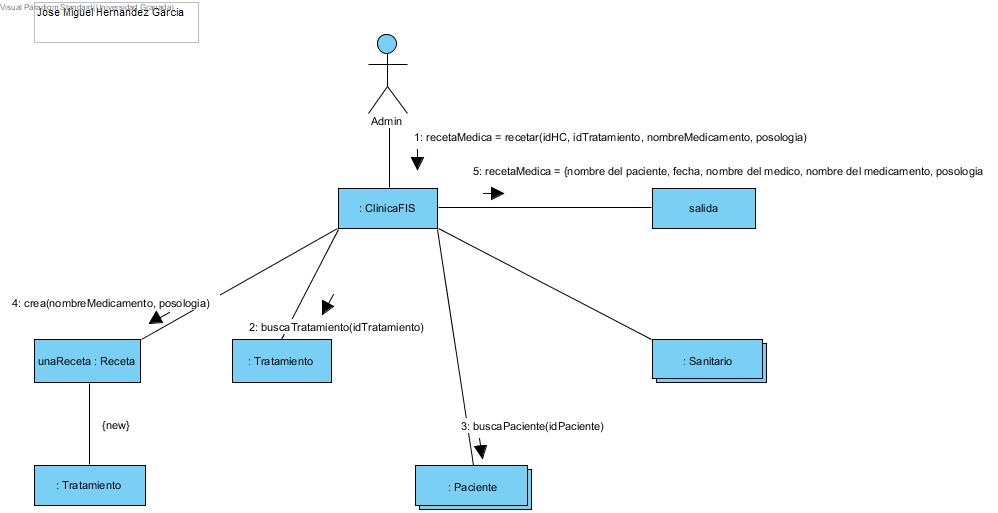 Visual Paradigm Standard(Universidad Granada)
Jose Miguel Hernandez Garcia
Admin
1: recetaMedica = recetar(idHC, idTratamiento, nombreMedicamento, posologia)
5: recetaMedica = {nombre del paciente, fecha, nombre del medico, nombre del medicamento, posologia
: ClinicaFIS
salida
4: crea(nombreMedicamento, posologia)
2: buscaTratamiento(idTratamiento)
unaReceta : Receta
: Tratamiento
: Sanitario
{new}
3: buscaPaciente(idPaciente)
: Tratamiento
: Paciente